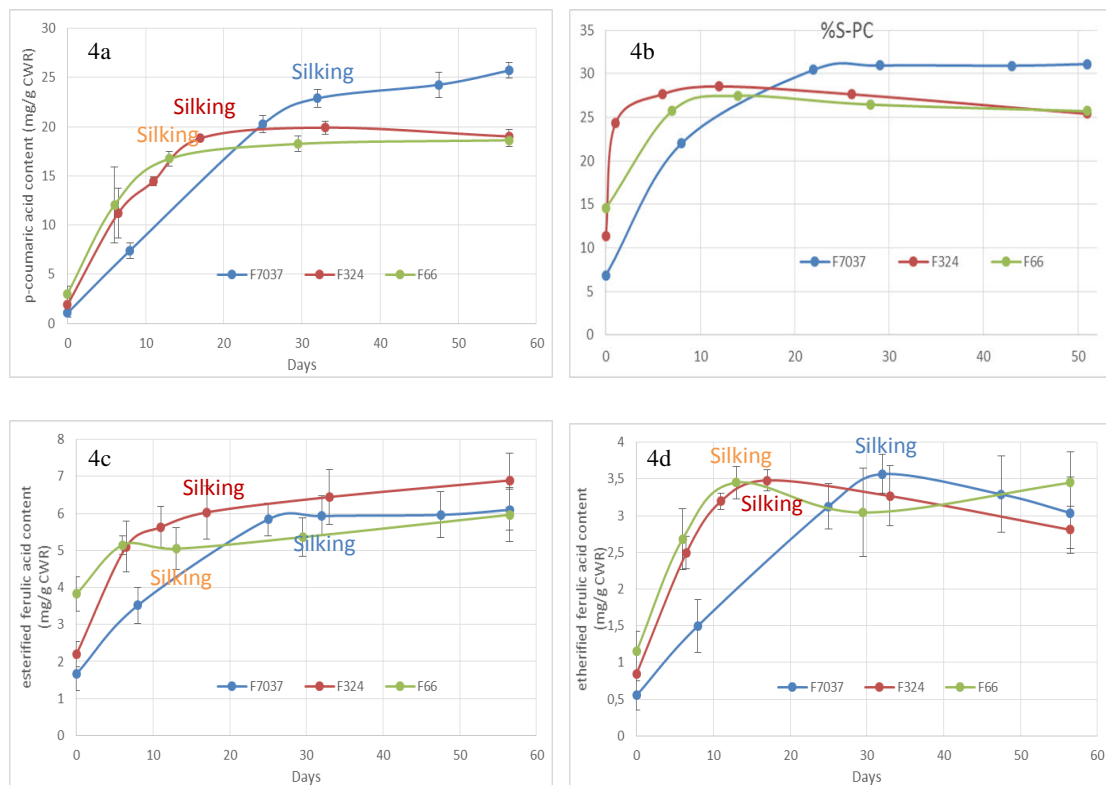 4a
p-coumaric acid content (mg/g CWR)
30
25
20
15
10
5
0
Silking
Silking
Silking
F7037 F324 F66
0 10 20 30 40 50 60
Days
4b
%S-PC
35
30
25
20
15
10
5
0
F7037 F324 F66
0 10 20 30 40 50
4c
esterified ferulic acid content
(mg/g CWR)
8
7
6
5
4
3
2
1
0
Silking
Silking
Silking
F7037 F324 F66
0 10 20 30 40 50 60
Days
4d
etherified ferulic acid content
(mg/g CWR)
4
3,5
3
2,5
2
1,5
1
0,5
0
Silking
Silking
Silking
F7037 F324 F66
0 10 20 30 40 50 60
Days